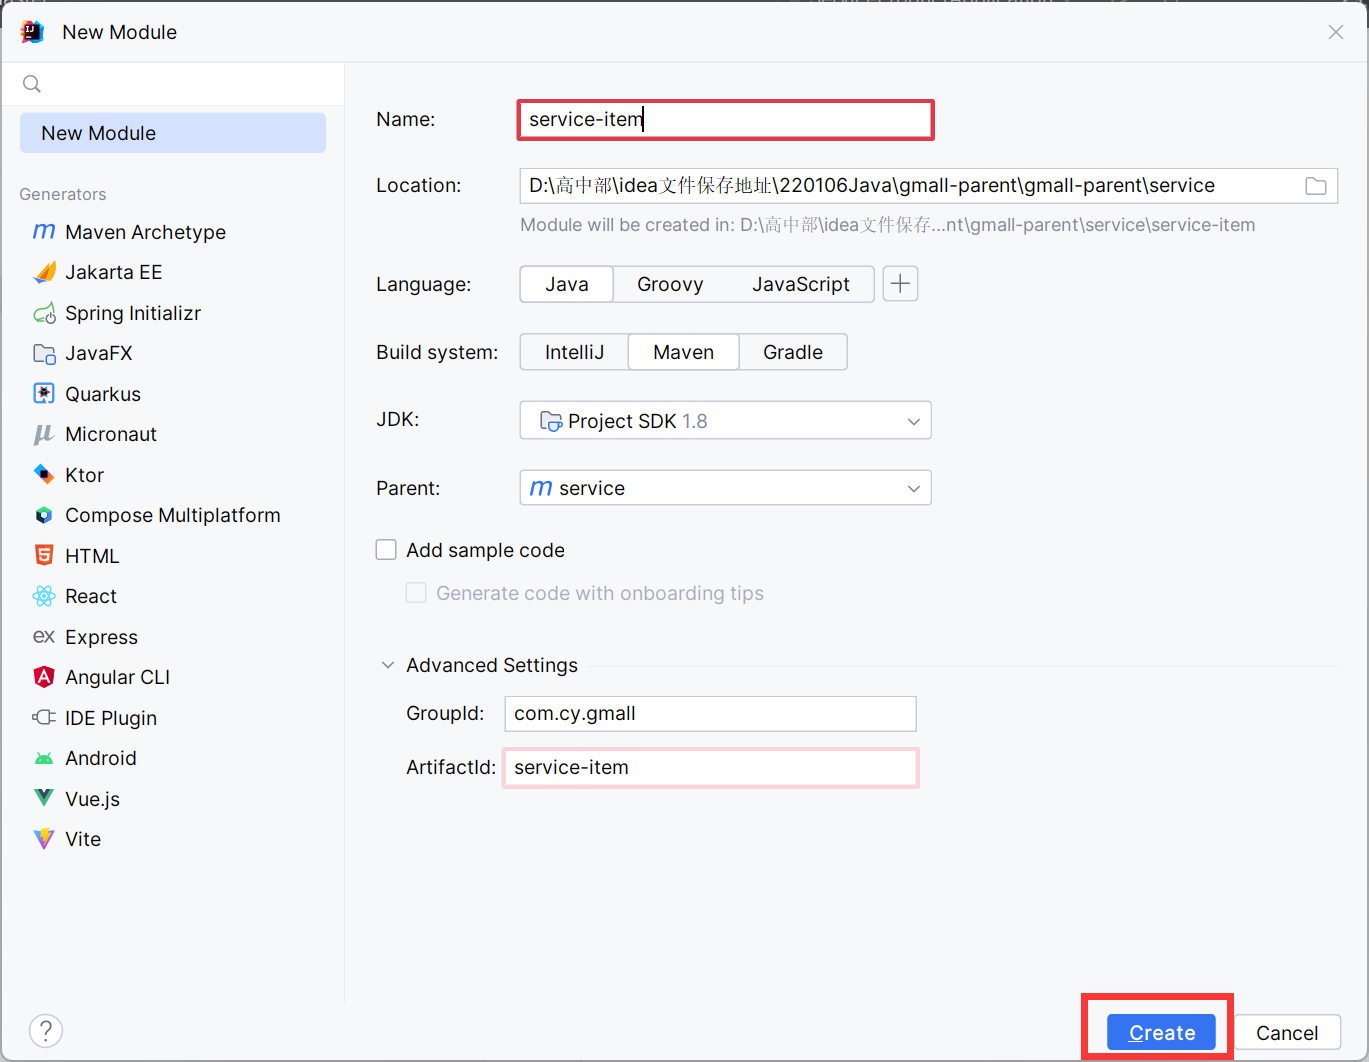 New Module
New Module
Generators
Maven Archetype
Jakarta EE
Spring Initializr
JavaFX
Quarkus
Micronaut
Ktor
Compose Multiplatform
HTML
React
Express
Angular CLI
IDE Plugin
Android
Vue.js
Vite
Name: service-item
Location: D:\高中部\idea文件保存地址\220106Java\gmall-parent\gmall-parent\service
Module will be created in: D:\高中部\idea文件保存...nt\gmall-parent\service\service-item
Language: Java Groovy JavaScript
Build system: IntelliJ Maven Gradle
JDK: Project SDK 1.8
Parent: m service
Add sample code
Generate code with onboarding tips
Advanced Settings
GroupId: com.cy.gmall
ArtifactId: service-item
? Create Cancel